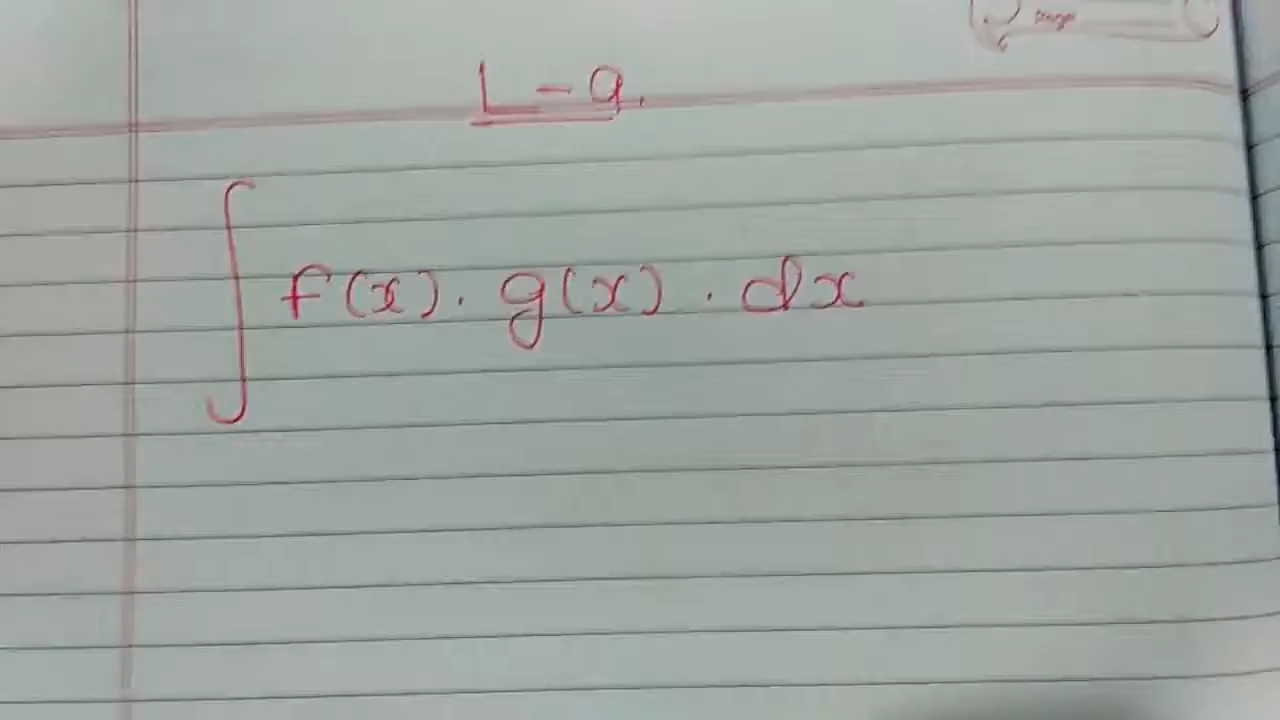 L - 9.
∫ f(x) . g(x) . dx